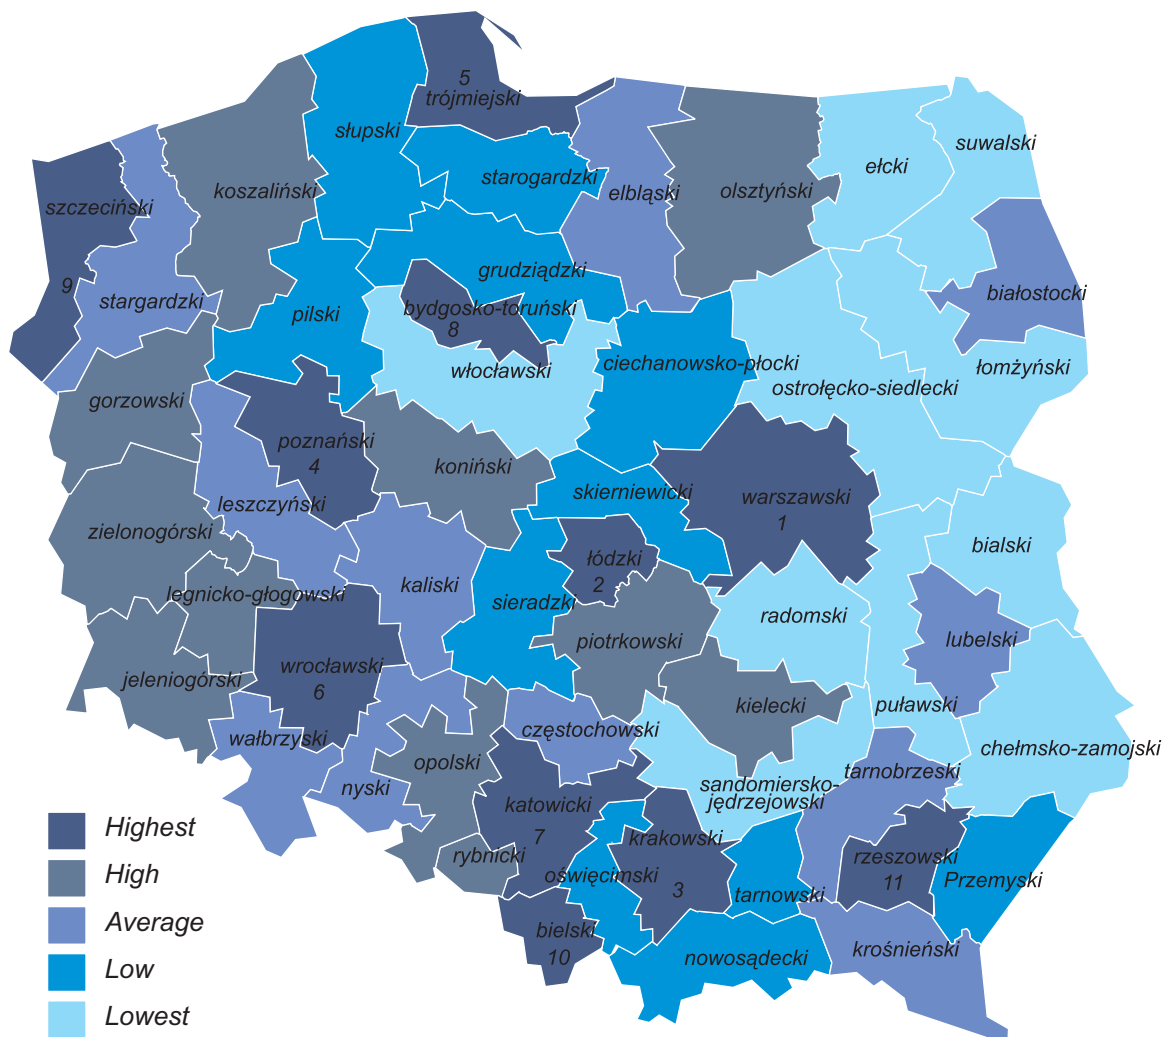 5
trójmiejski
słupski
suwalski
ełcki
starogardzki
koszaliński
olsztyński
elbląski
szczeciński
grudziądzki
9
stargardzki
białostocki
pilski
bydgosko-toruński
8
ciechanowsko-płocki
włocławski
łomżyński
ostrołęcko-siedlecki
gorzowski
poznański
4
koniński
skierniewicki
warszawski
1
leszczyński
zielonogórski
bialski
łódzki
2
kaliski
legnicko-głogowski
sieradzki
radomski
piotrkowski
lubelski
wrocławski
6
jeleniogórski
kielecki
puławski
częstochowski
wałbrzyski
chełmsko-zamojski
opolski
tarnobrzeski
nyski
sandomiersko-
jędrzejowski
katowicki
7
Highest
krakowski
3
rybnicki
rzeszowski
11
High
oświęcimski
tarnowski
Przemyski
Average
bielski
10
krośnieński
nowosądecki
Low
Lowest